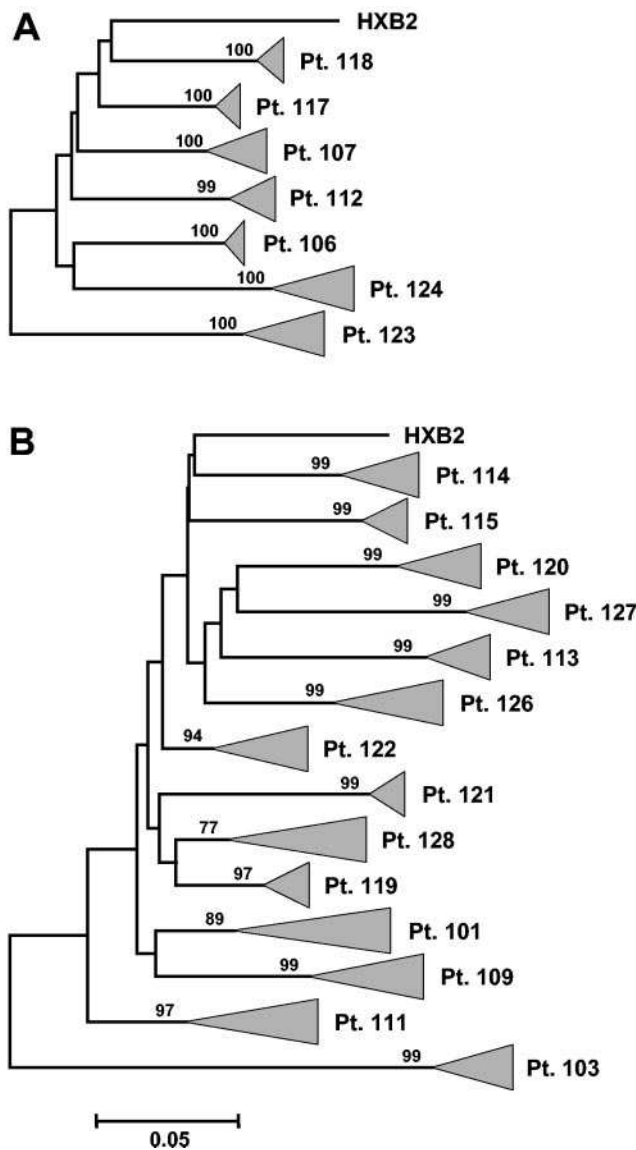 A
HXB2
100
Pt. 118
100
Pt. 117
100
Pt. 107
99
Pt. 112
100
Pt. 106
100
Pt. 124
100
Pt. 123
B
HXB2
99
Pt. 114
99
Pt. 115
99
Pt. 120
99
Pt. 127
99
Pt. 113
99
Pt. 126
94
Pt. 122
99
Pt. 121
77
Pt. 128
97
Pt. 119
89
Pt. 101
99
Pt. 109
97
Pt. 111
99
Pt. 103
0.05